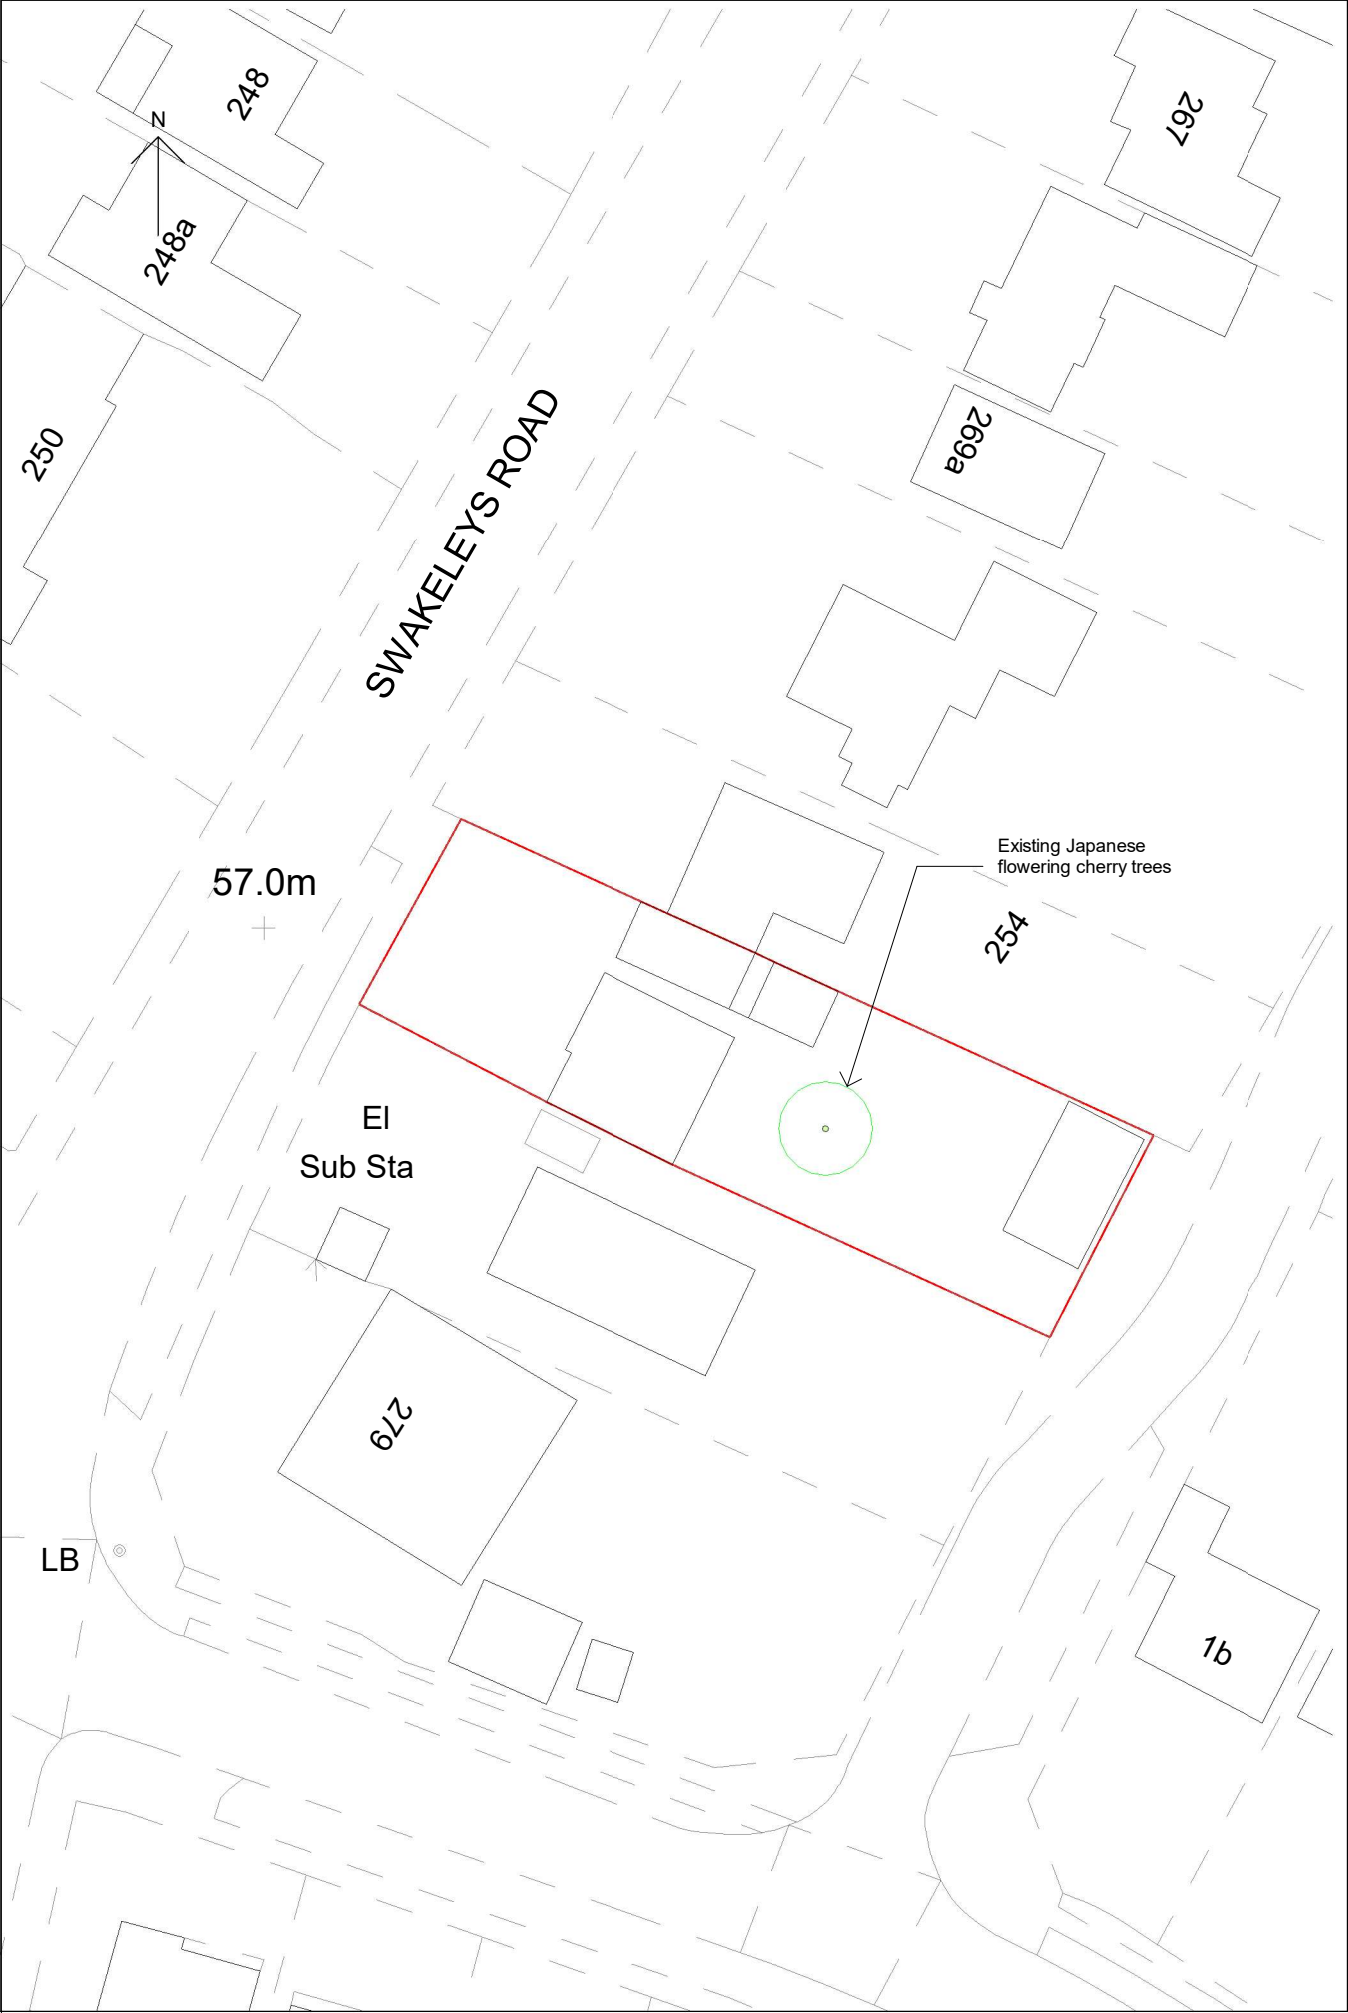 248
267
N
248a
269a
250
SWAKELEYS ROAD
Existing Japanese
flowering cherry trees
57.0m
254
El
Sub Sta
279
LB
1b